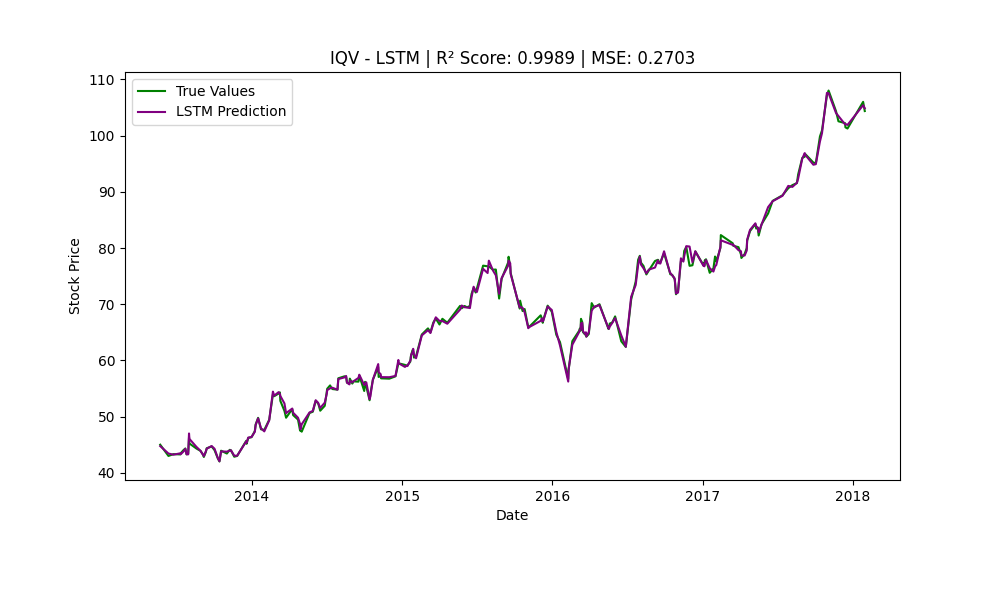 IQV - LSTM | R² Score: 0.9989 | MSE: 0.2703
True Values
LSTM Prediction
Stock Price
110
100
90
80
70
60
50
40
2014 2015 2016 2017 2018
Date